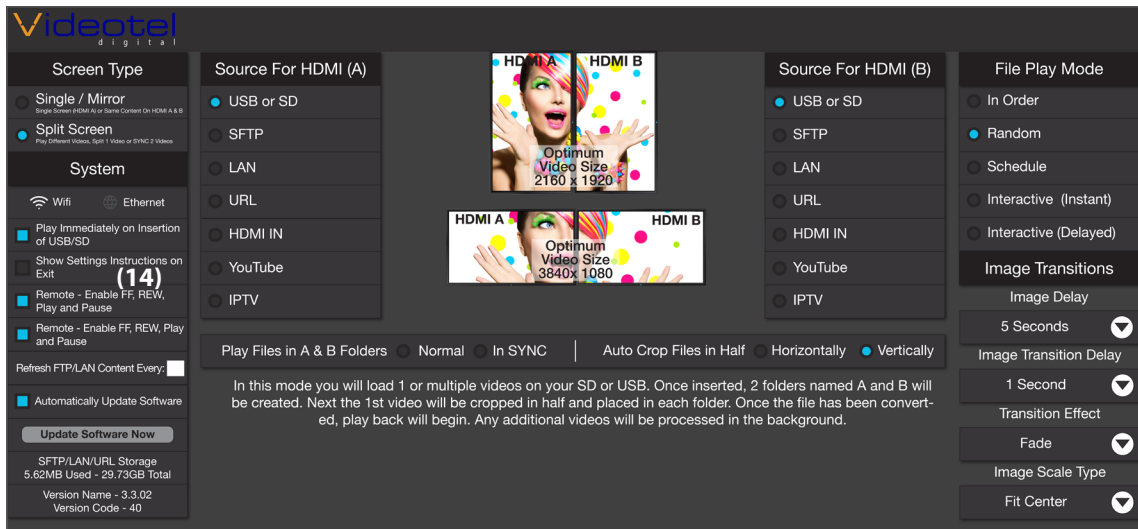 Videotel
digital
Screen Type
Single / Mirror
Single Screen (HDMI A) or Same Content On HDMI A & B
Split Screen
Play Different Videos, Split 1 Video or SYNC 2 Videos
System
Wifi
Ethernet
Play Immediately on Insertion
of USB/SD
Show Settings Instructions on
Exit
(14)
Remote - Enable FF, REW,
Play and Pause
Remote - Enable FF, REW, Play
and Pause
Refresh FTP/LAN Content Every:
Automatically Update Software
Update Software Now
SFTP/LAN/URL Storage
5.62MB Used - 29.73GB Total
Version Name - 3.3.02
Version Code - 40
Source For HDMI (A)
USB or SD
SFTP
LAN
URL
HDMI IN
YouTube
IPTV
HDMI A
HDMI B
Optimum
Video Size
2160 x 1920
HDMI A
HDMI B
Optimum
Video Size
3840x 1080
Source For HDMI (B)
USB or SD
SFTP
LAN
URL
HDMI IN
YouTube
IPTV
Play Files in A & B Folders Normal In SYNC | Auto Crop Files in Half Horizontally Vertically
In this mode you will load 1 or multiple videos on your SD or USB. Once inserted, 2 folders named A and B will
be created. Next the 1st video will be cropped in half and placed in each folder. Once the file has been convert-
ed, play back will begin. Any additional videos will be processed in the background.
File Play Mode
In Order
Random
Schedule
Interactive (Instant)
Interactive (Delayed)
Image Transitions
Image Delay
5 Seconds
Image Transition Delay
1 Second
Transition Effect
Fade
Image Scale Type
Fit Center